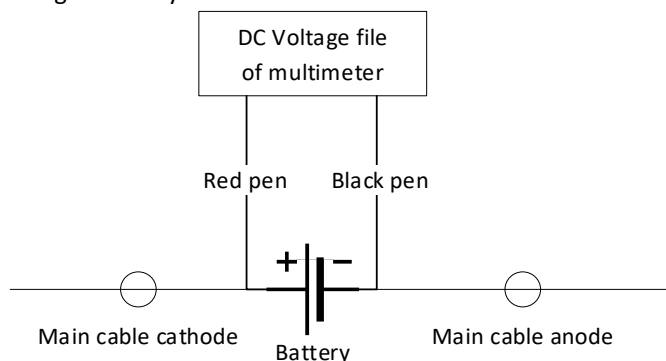 DC Voltage file
of multimeter
Red pen
Black pen
+
−
Main cable cathode
Battery
Main cable anode